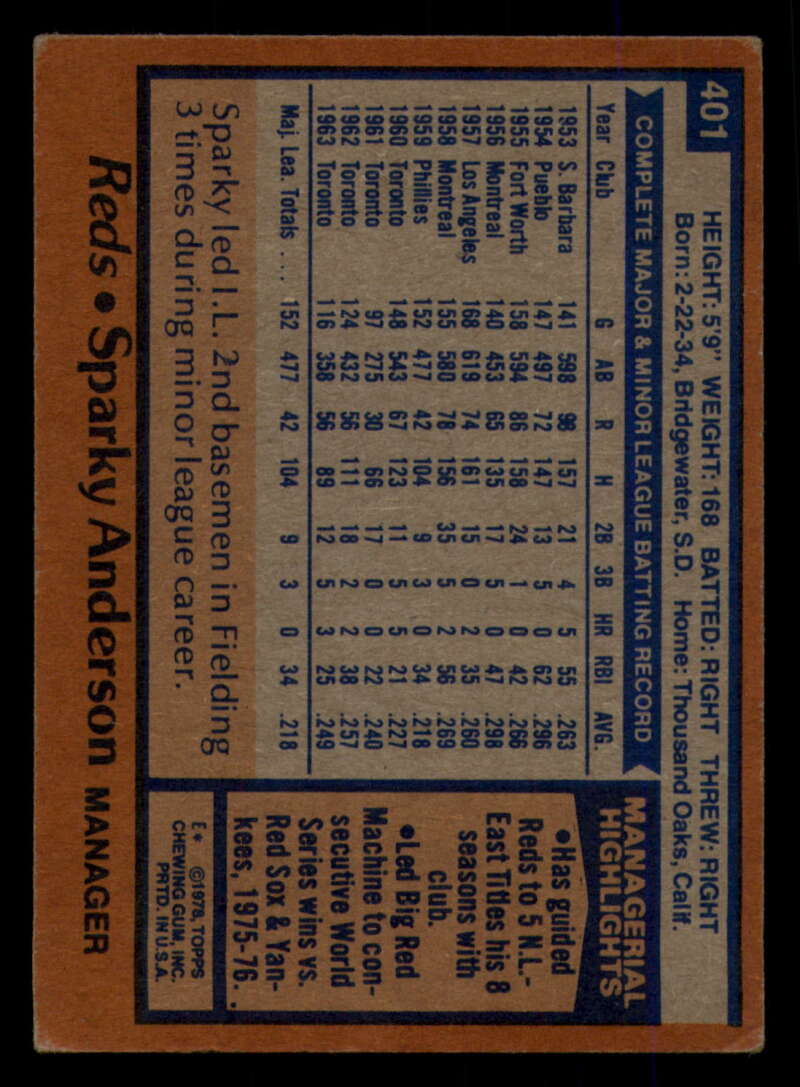 401
HEIGHT: 5'9" WEIGHT: 168 BATTED: RIGHT THREW: RIGHT
Born: 2-22-34, Bridgewater, S.D. Home: Thousand Oaks, Calif.
COMPLETE MAJOR & MINOR LEAGUE BATTING RECORD
Year Club G AB R H 2B 3B HR RBI AVG.
1953 S. Barbara 141 598 98 157 21 4 5 55 .263
1954 Pueblo 147 497 72 147 13 5 0 62 .296
1955 Fort Worth 158 594 86 158 24 1 0 42 .266
1956 Montreal 140 453 65 135 17 5 0 47 .298
1957 Los Angeles 168 619 74 161 15 0 2 35 .260
1958 Montreal 155 580 78 156 35 5 2 56 .269
1959 Phillies 152 477 42 104 9 3 0 34 .218
1960 Toronto 148 543 67 123 11 5 5 21 .227
1961 Toronto 97 275 30 66 17 0 0 22 .240
1962 Toronto 124 432 56 111 18 2 2 38 .257
1963 Toronto 116 358 56 89 12 5 3 25 .249
Maj. Lea. Totals .... 152 477 42 104 9 3 0 34 .218
Sparky led I.L. 2nd basemen in Fielding
3 times during minor league career.
MANAGERIAL
HIGHLIGHTS
•Has guided
Reds to 5 N.L.-
East Titles his 8
seasons with
club.
•Led Big Red
Machine to con-
secutive World
Series wins vs.
Red Sox & Yan-
kees, 1975-76.
E* ©1978, TOPPS
CHEWING GUM, INC.
PRTD. IN U.S.A.
Reds • Sparky Anderson MANAGER